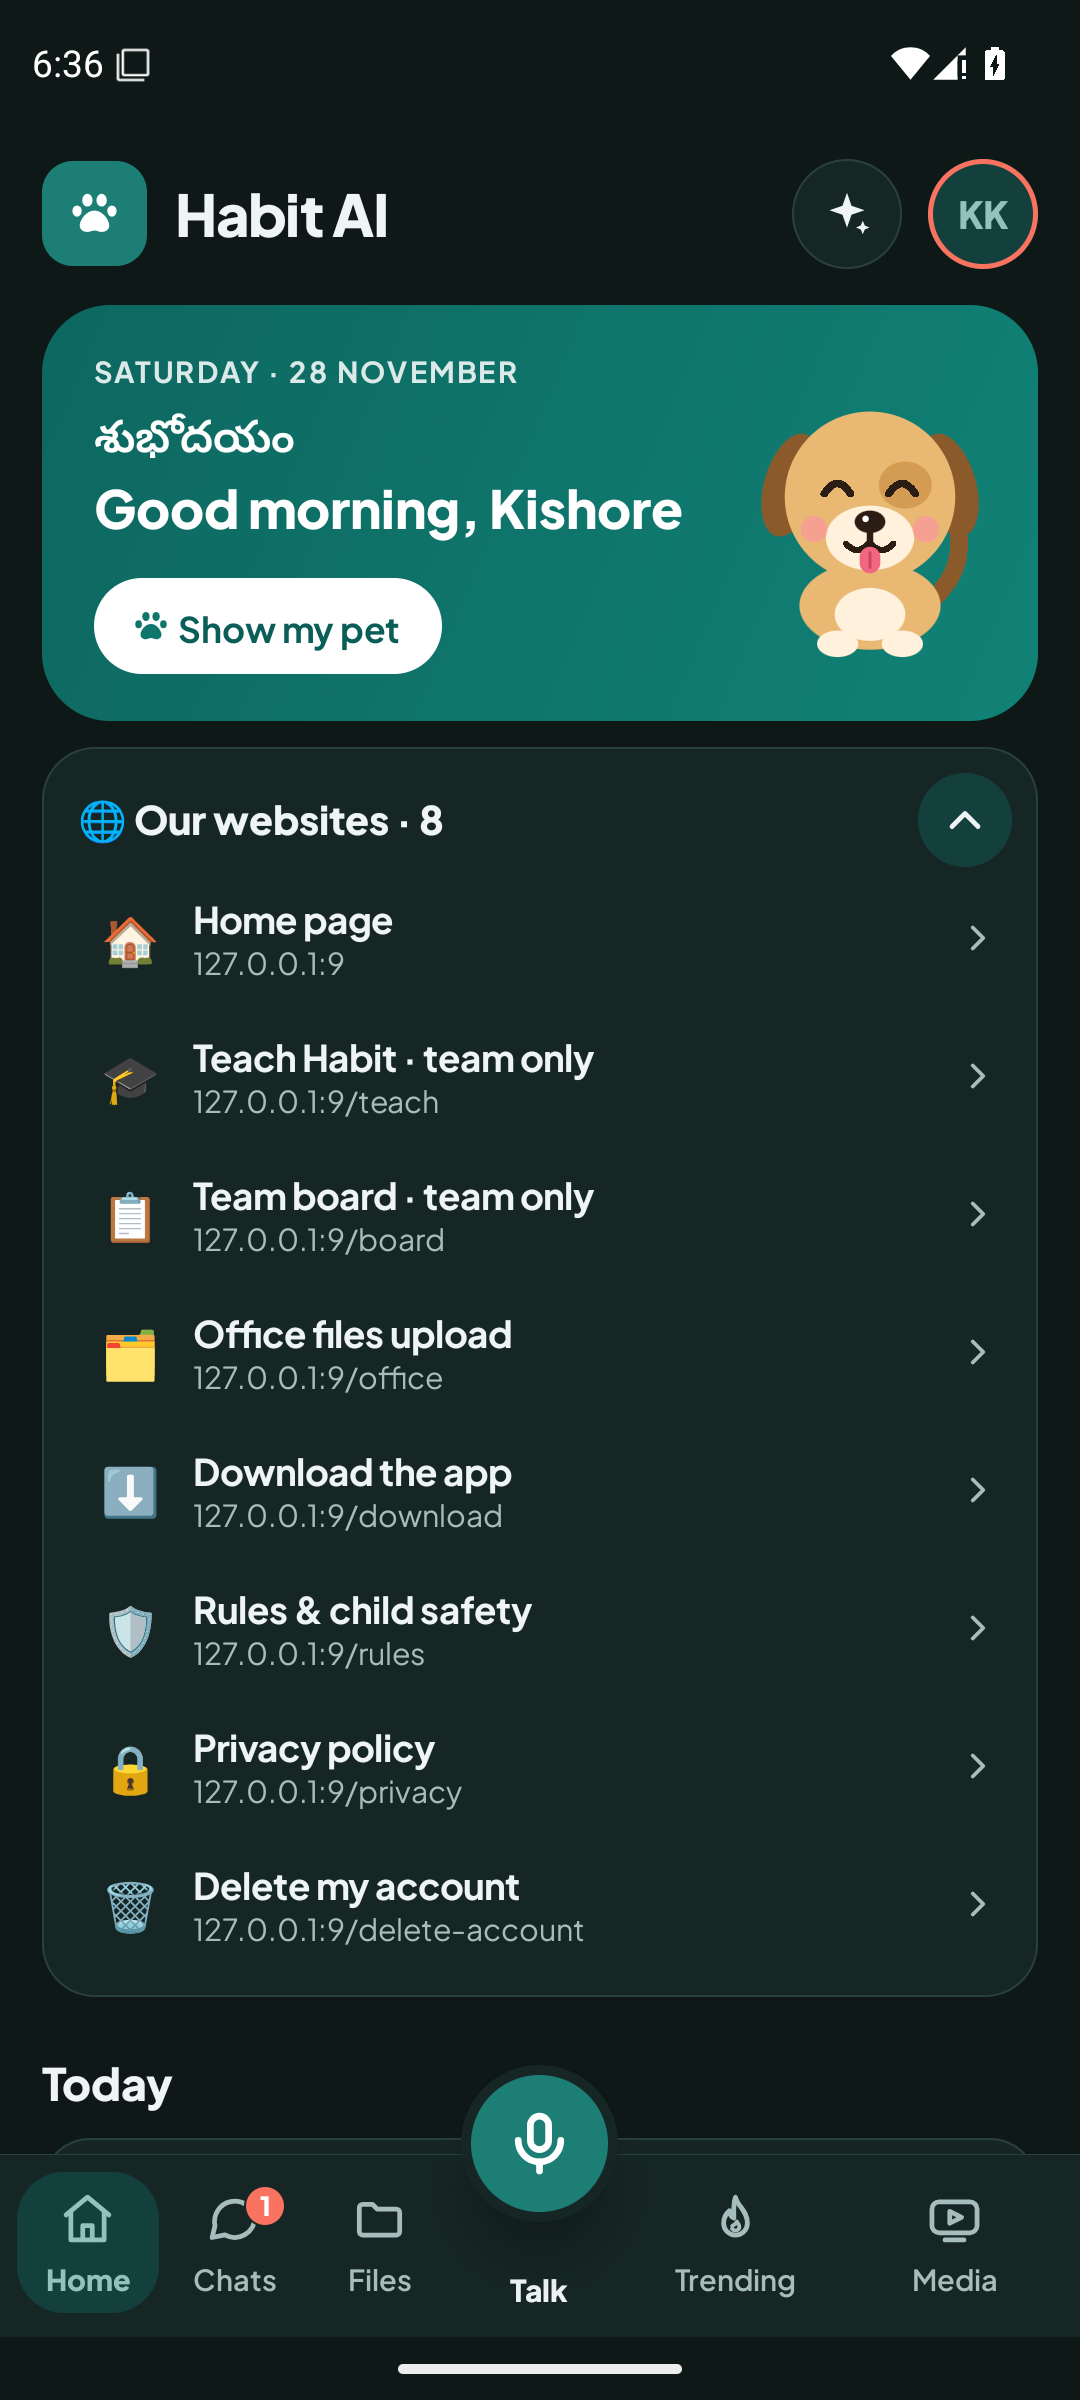 6:36
Habit AI
KK
SATURDAY · 28 NOVEMBER
శుభోదయం
Good morning, Kishore
Show my pet
Our websites · 8
Home page
127.0.0.1:9
Teach Habit · team only
127.0.0.1:9/teach
Team board · team only
127.0.0.1:9/board
Office files upload
127.0.0.1:9/office
Download the app
127.0.0.1:9/download
Rules & child safety
127.0.0.1:9/rules
Privacy policy
127.0.0.1:9/privacy
Delete my account
127.0.0.1:9/delete-account
Today
1
Home
Chats
Files
Talk
Trending
Media